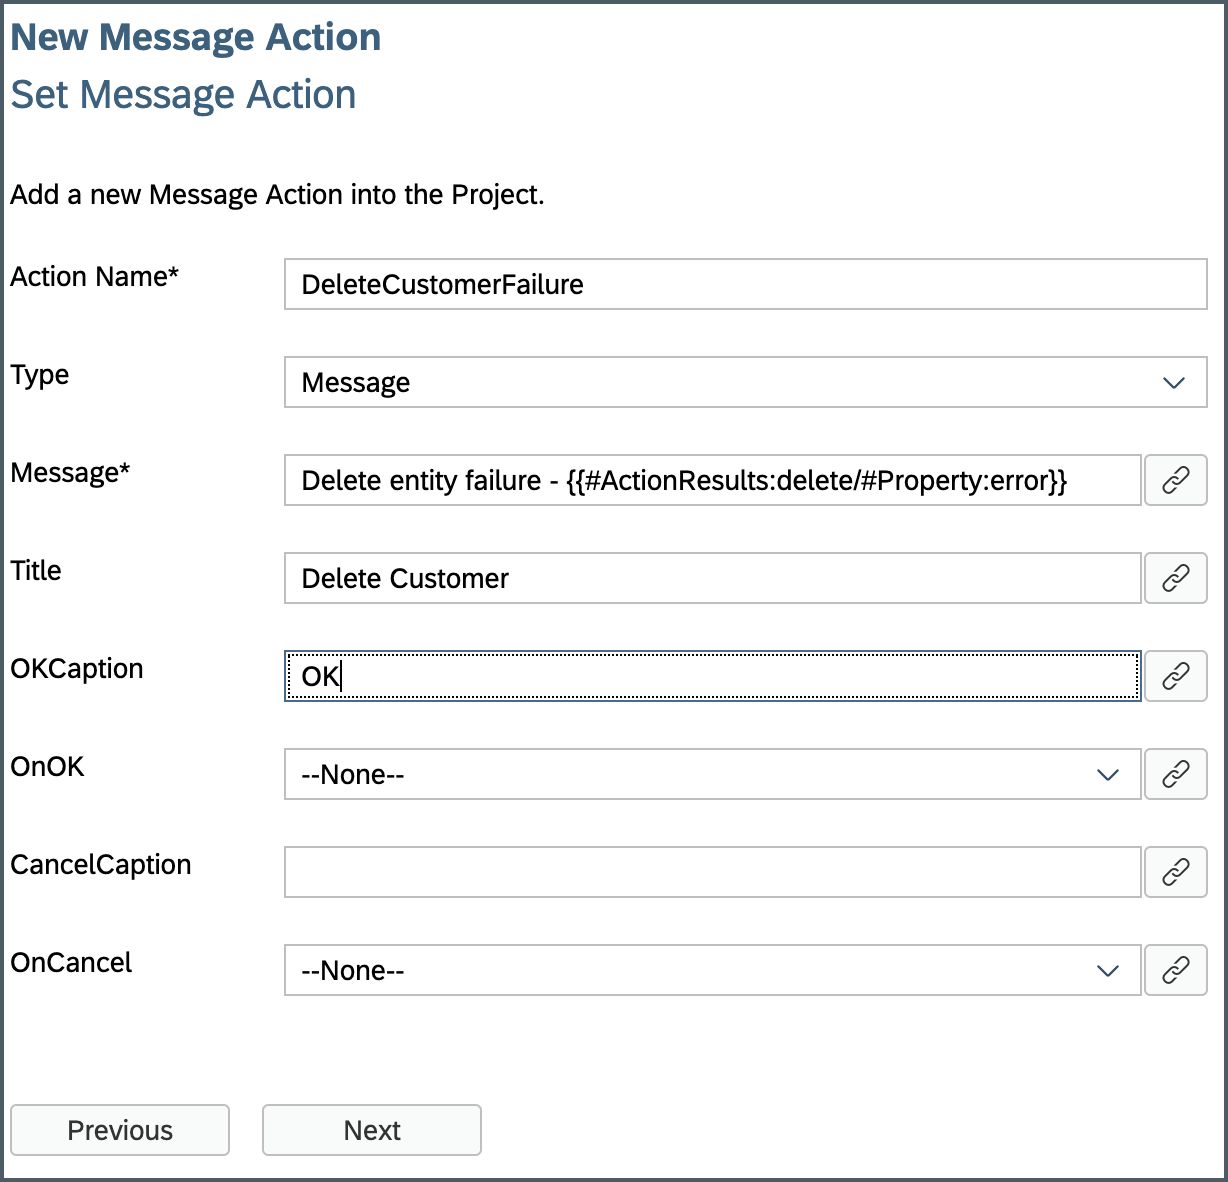 New Message Action
Set Message Action
Add a new Message Action into the Project.
Action Name*
DeleteCustomerFailure
Type
Message
Message*
Delete entity failure - {{#ActionResults:delete/#Property:error}}
Title
Delete Customer
OKCaption
OK
OnOK
--None--
CancelCaption
OnCancel
--None--
Previous
Next